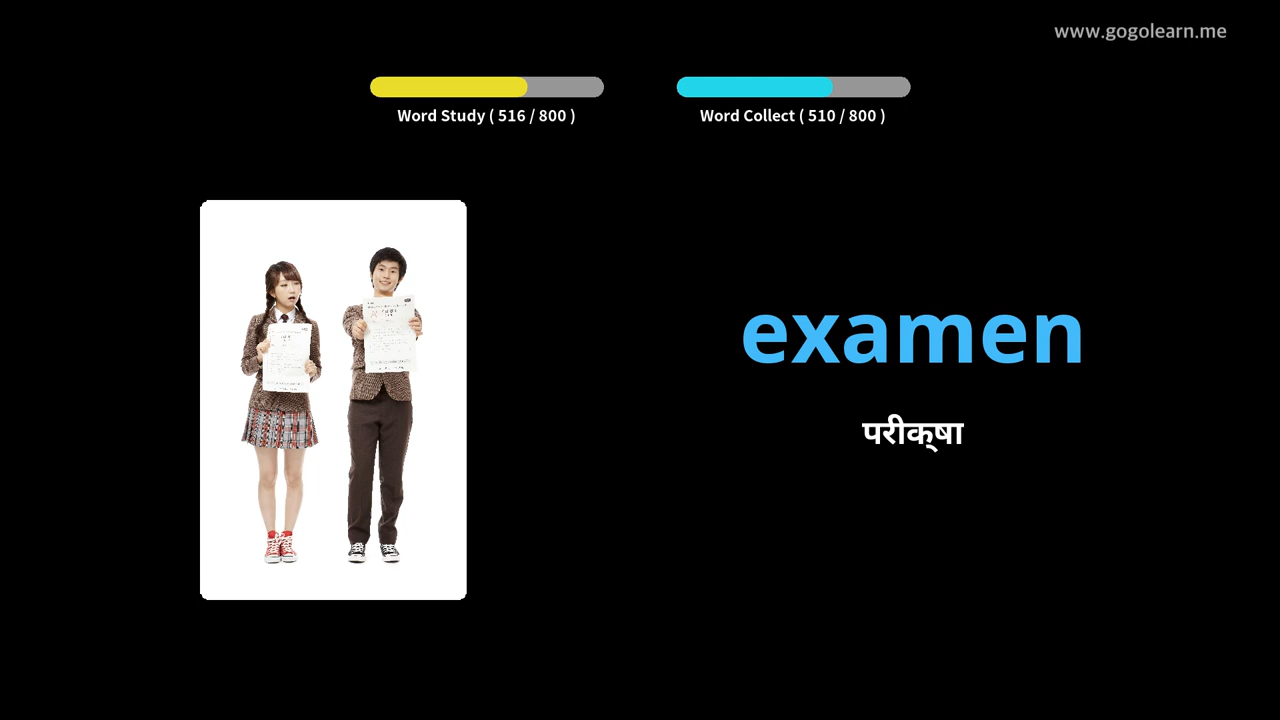 www.gogolearn.me
Word Study ( 516 / 800 )
Word Collect ( 510 / 800 )
examen
परीक्षा